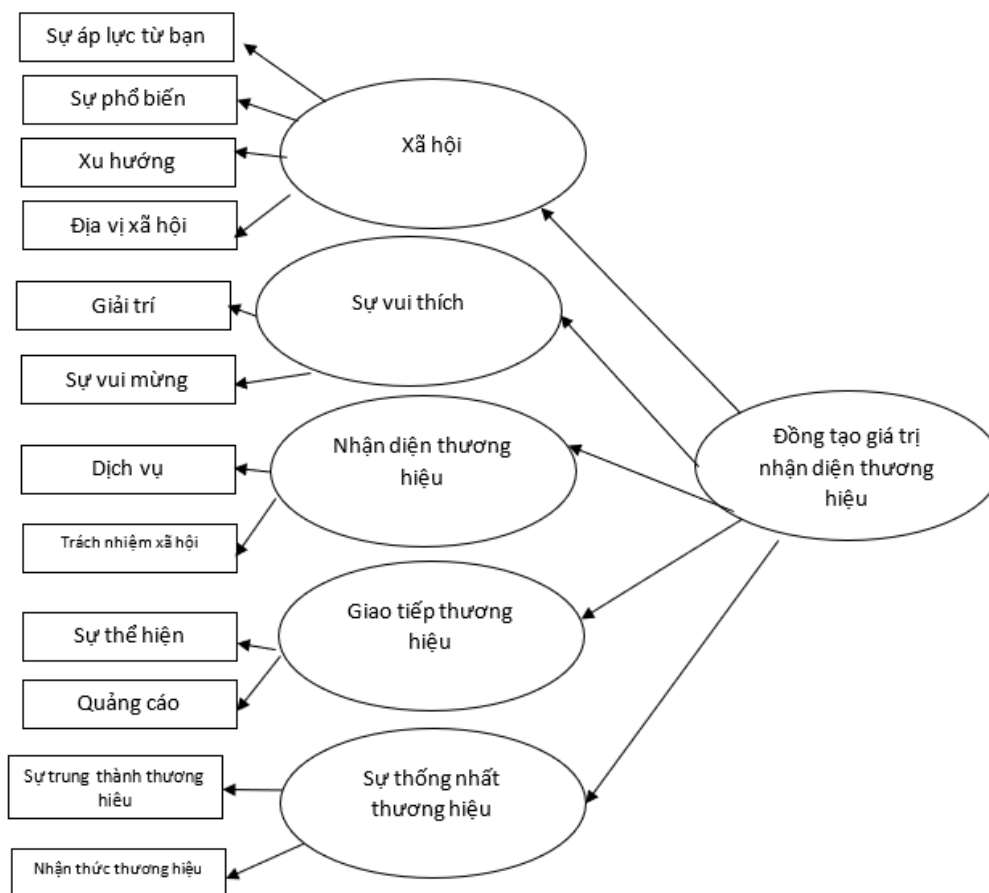 Sự áp lực từ bạn
Sự phổ biến
Xu hướng
Địa vị xã hội
Giải trí
Sự vui mừng
Dịch vụ
Trách nhiệm xã hội
Sự thể hiện
Quảng cáo
Sự trung thành thương
hiêu
Nhận thức thương hiệu
Xã hội
Sự vui thích
Nhận diện thương
hiệu
Giao tiếp thương
hiệu
Sự thống nhất
thương hiệu
Đồng tạo giá trị
nhận diện thương
hiệu